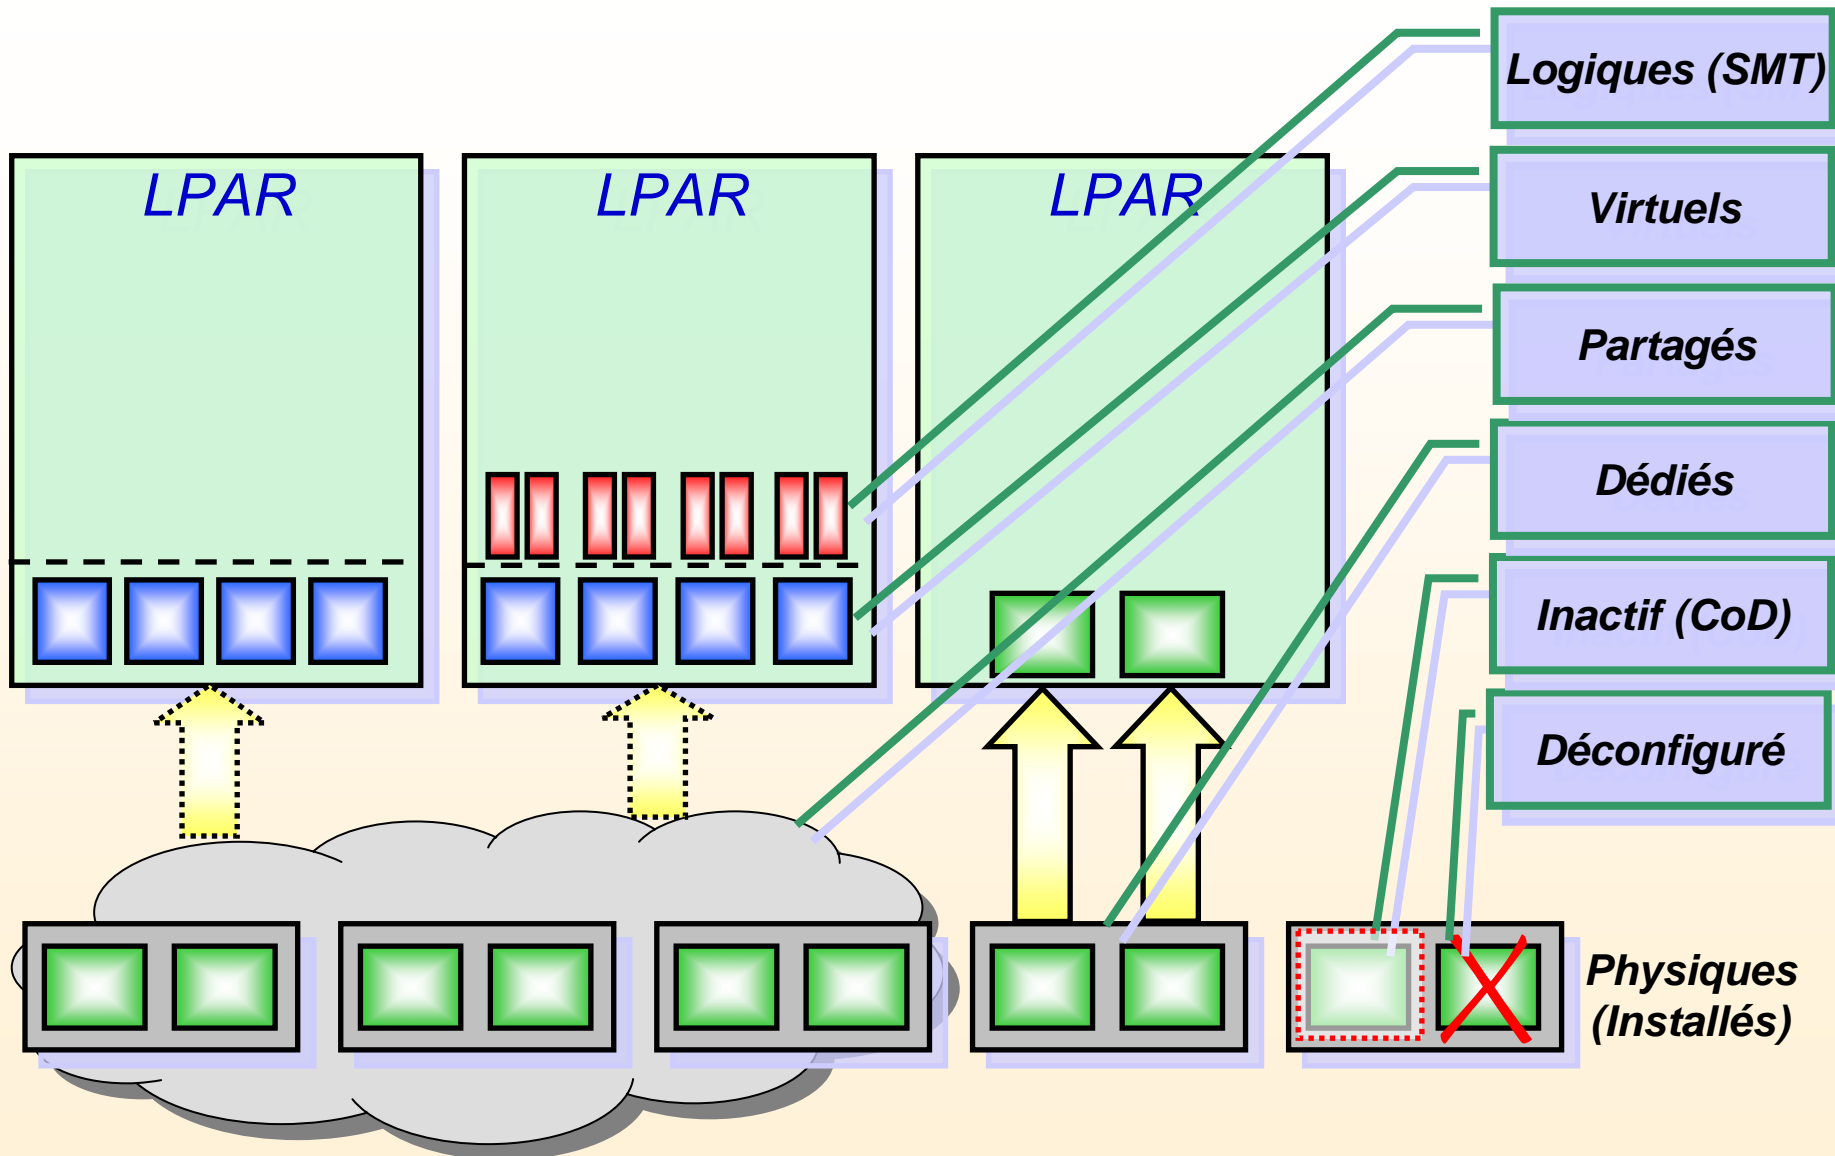 Logiques (SMT)
LPAR
LPAR
LPAR
Virtuels
Partagés
Dédiés
Inactif (CoD)
Déconfiguré
Physiques
(Installés)